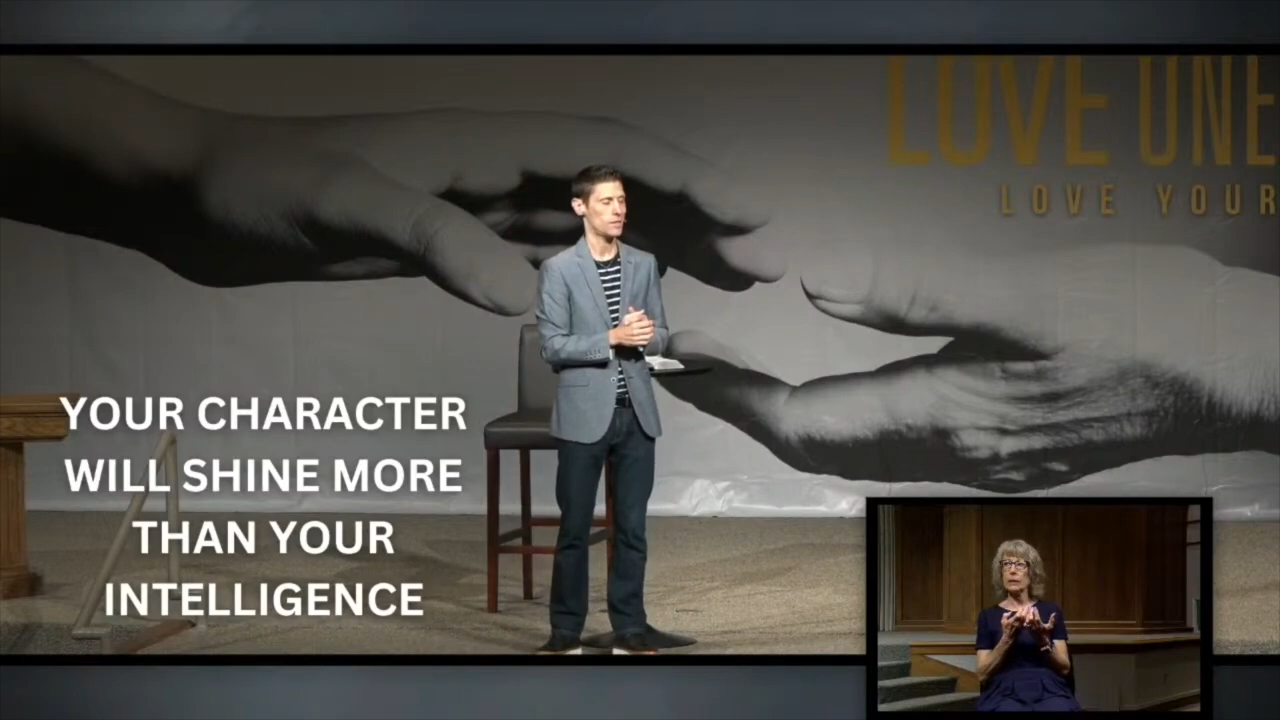 LOVE ONE
LOVE YOUR
YOUR CHARACTER
WILL SHINE MORE
THAN YOUR
INTELLIGENCE